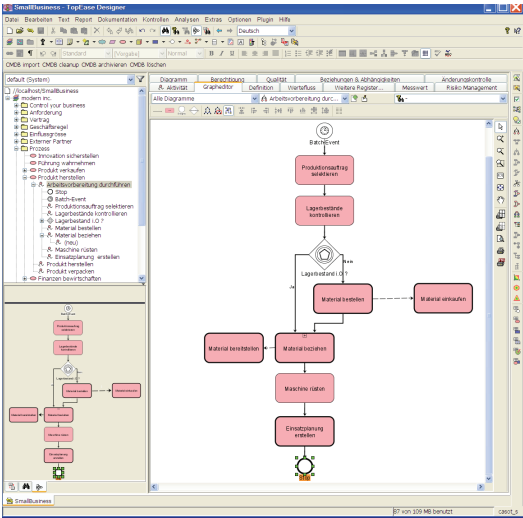 SmallBusiness - TopEase Designer
Datei Bearbeiten Text Report Dokumentation Kontrollen Analysen Extras Optionen Plugin Hilfe
Deutsch
Standard [Vorgabe] Normal
CMDB import CMDB cleanup CMDB archivieren CMDB löschen
default (System)
//localhost/SmallBusiness
modern inc.
Control your business
Anforderung
Vertrag
Geschäftsregel
Einflussgrösse
Externer Partner
Prozess
Innovation sicherstellen
Führung wahrnehmen
Produkt verkaufen
Produkt herstellen
Arbeitsvorbereitung durchführen
Stop
Batch-Event
Produktionsauftrag selektieren
Lagerbestände kontrollieren
Lagerbestand i.O ?
Material bestellen
Material beziehen
(neu)
Maschine rüsten
Einsatzplanung erstellen
Produkt herstellen
Produkt verpacken
Finanzen bewirtschaften
Diagramm Berechtigung Qualität Beziehungen & Abhängigkeiten Änderungskontrolle
Aktivität Grapheditor Definition Wertefluss Weitere Register... Messwert Risiko Management
Alle Diagramme Arbeitsvorbereitung durc...
Batch-Event
Produktionsauftrag
selektieren
Lagerbestände
kontrollieren
Nein
Lagerbestand i.O ?
Ja
Material bestellen Material einkaufen
Material bereitstellen Material beziehen
Maschine rüsten
Einsatzplanung
erstellen
Stop
SmallBusiness
87 von 109 MB benutzt casot_s